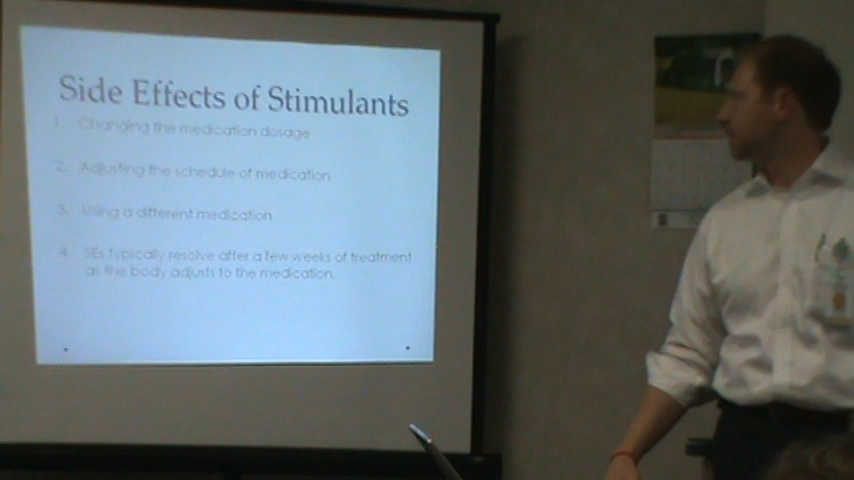 Side Effects of Stimulants
1. Changing the medication dosage
2. Adjusting the schedule of medication
3. Using a different medication
4. SEs typically resolve after a few weeks of treatment
as the body adjusts to the medication.